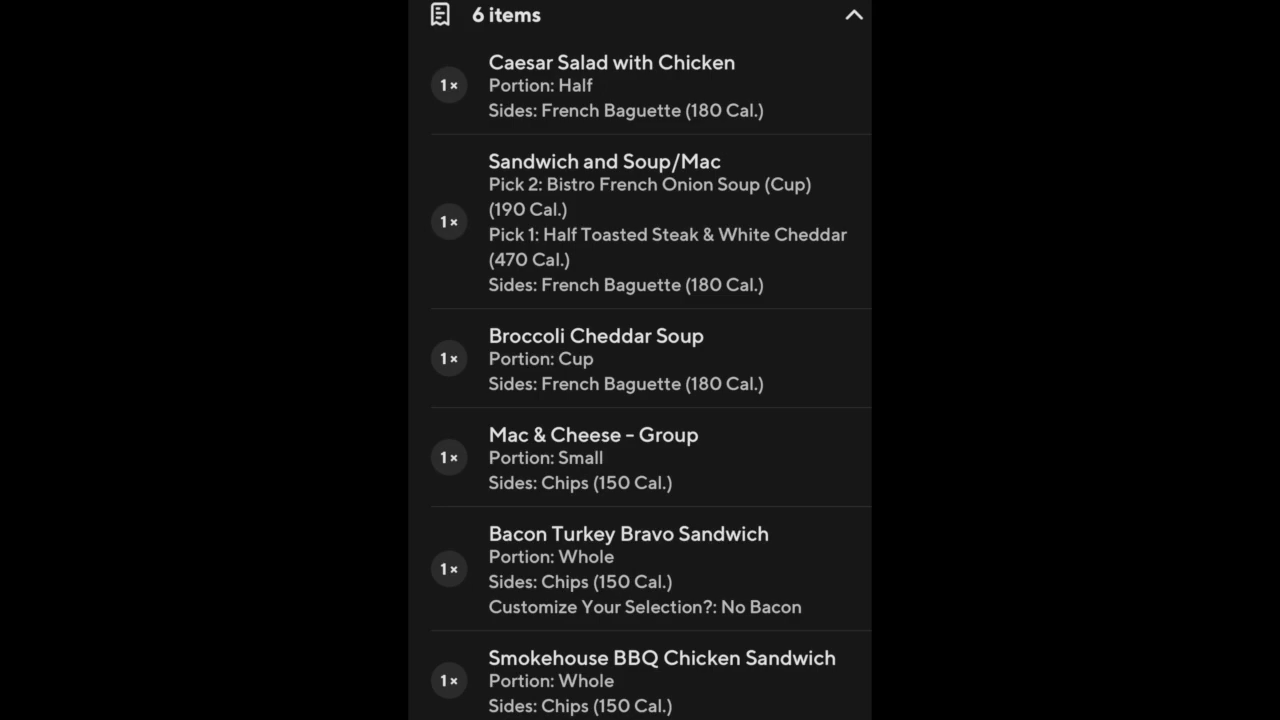 6 items
Caesar Salad with Chicken
1× Portion: Half
Sides: French Baguette (180 Cal.)
Sandwich and Soup/Mac
Pick 2: Bistro French Onion Soup (Cup)
(190 Cal.)
1×
Pick 1: Half Toasted Steak & White Cheddar
(470 Cal.)
Sides: French Baguette (180 Cal.)
Broccoli Cheddar Soup
1× Portion: Cup
Sides: French Baguette (180 Cal.)
Mac & Cheese - Group
1× Portion: Small
Sides: Chips (150 Cal.)
Bacon Turkey Bravo Sandwich
Portion: Whole
1×
Sides: Chips (150 Cal.)
Customize Your Selection?: No Bacon
Smokehouse BBQ Chicken Sandwich
1× Portion: Whole
Sides: Chips (150 Cal.)